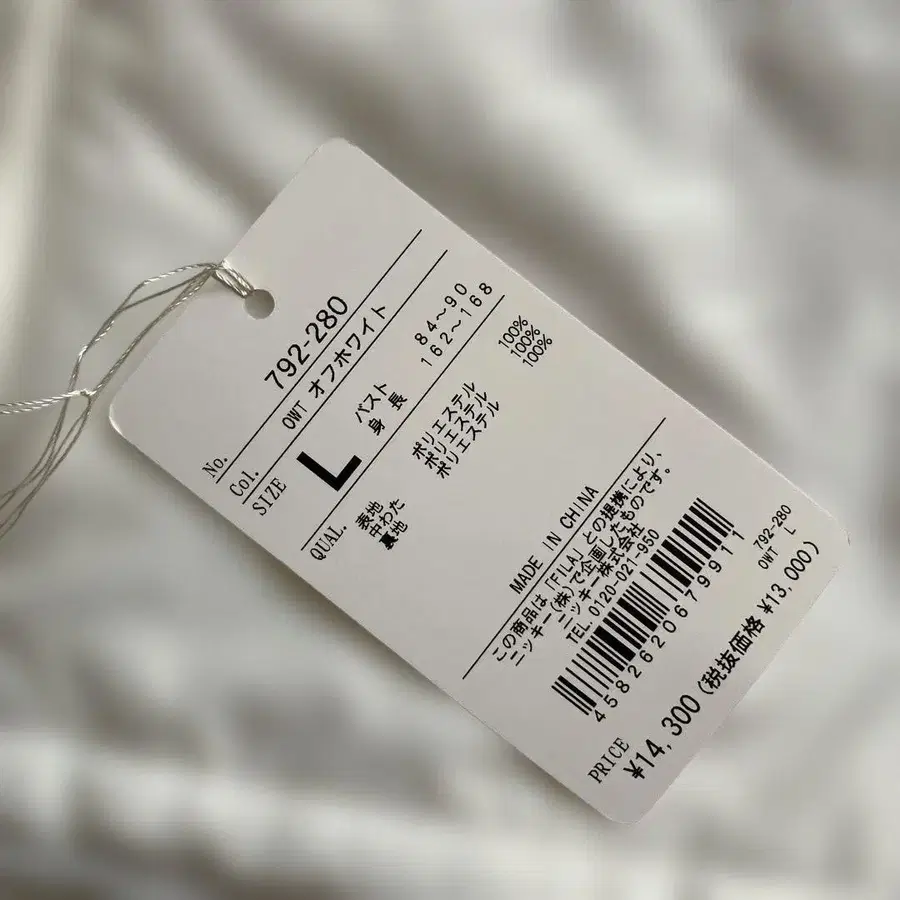 No. 792-280
Col. OWT オフホワイト
SIZE L バスト 84～90
身長 162～168
QUAL. 表地 ポリエステル 100%
中わた ポリエステル 100%
裏地 ポリエステル 100%
MADE IN CHINA
この商品は「FILA」との提携により、
ニッキー(株)で企画したものです。
ニッキー株式会社
TEL. 0120-021-950
4582620679911
792-280
OWT L
PRICE ¥14,300(税抜価格 ¥13,000)